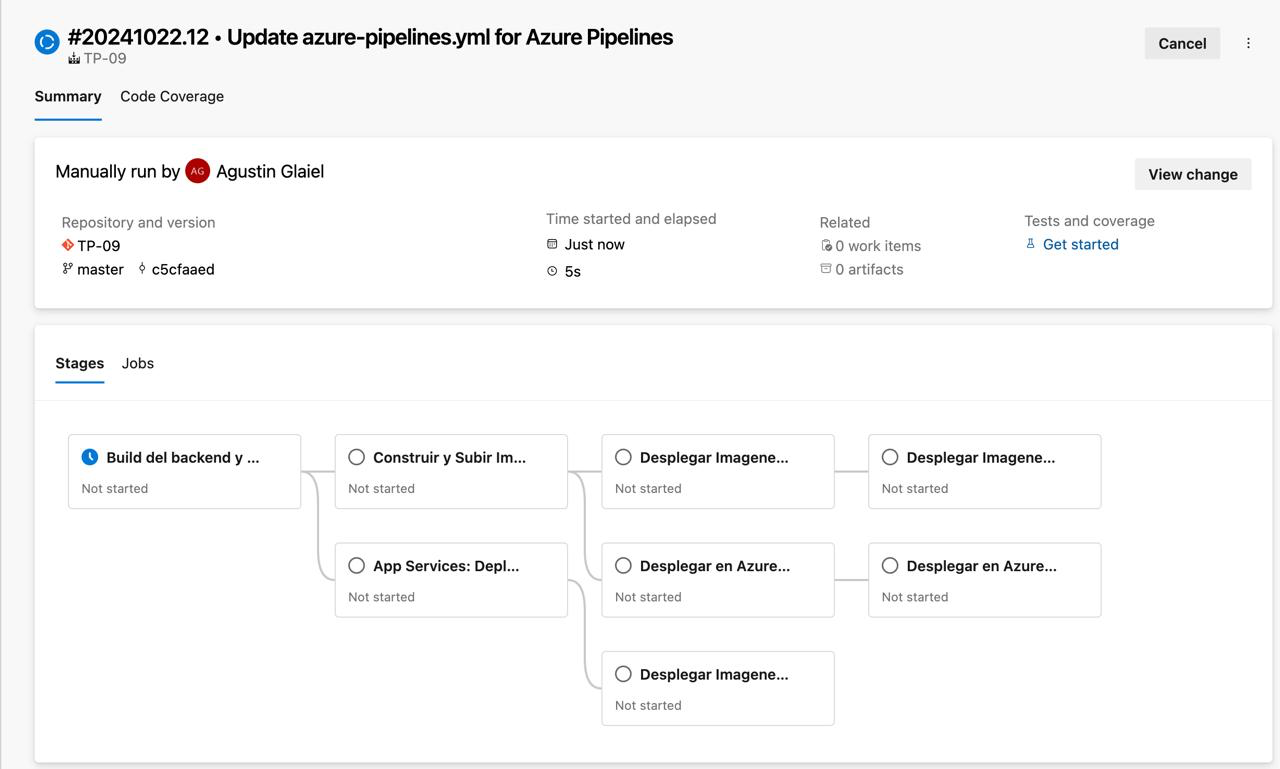 #20241022.12 • Update azure-pipelines.yml for Azure Pipelines
TP-09
Cancel
Summary Code Coverage
Manually run by AG Agustin Glaiel
View change
Repository and version
TP-09
master c5cfaaed
Time started and elapsed
Just now
5s
Related
0 work items
0 artifacts
Tests and coverage
Get started
Stages Jobs
Build del backend y ...
Not started
Construir y Subir Im...
Not started
Desplegar Imagene...
Not started
Desplegar Imagene...
Not started
App Services: Depl...
Not started
Desplegar en Azure...
Not started
Desplegar en Azure...
Not started
Desplegar Imagene...
Not started